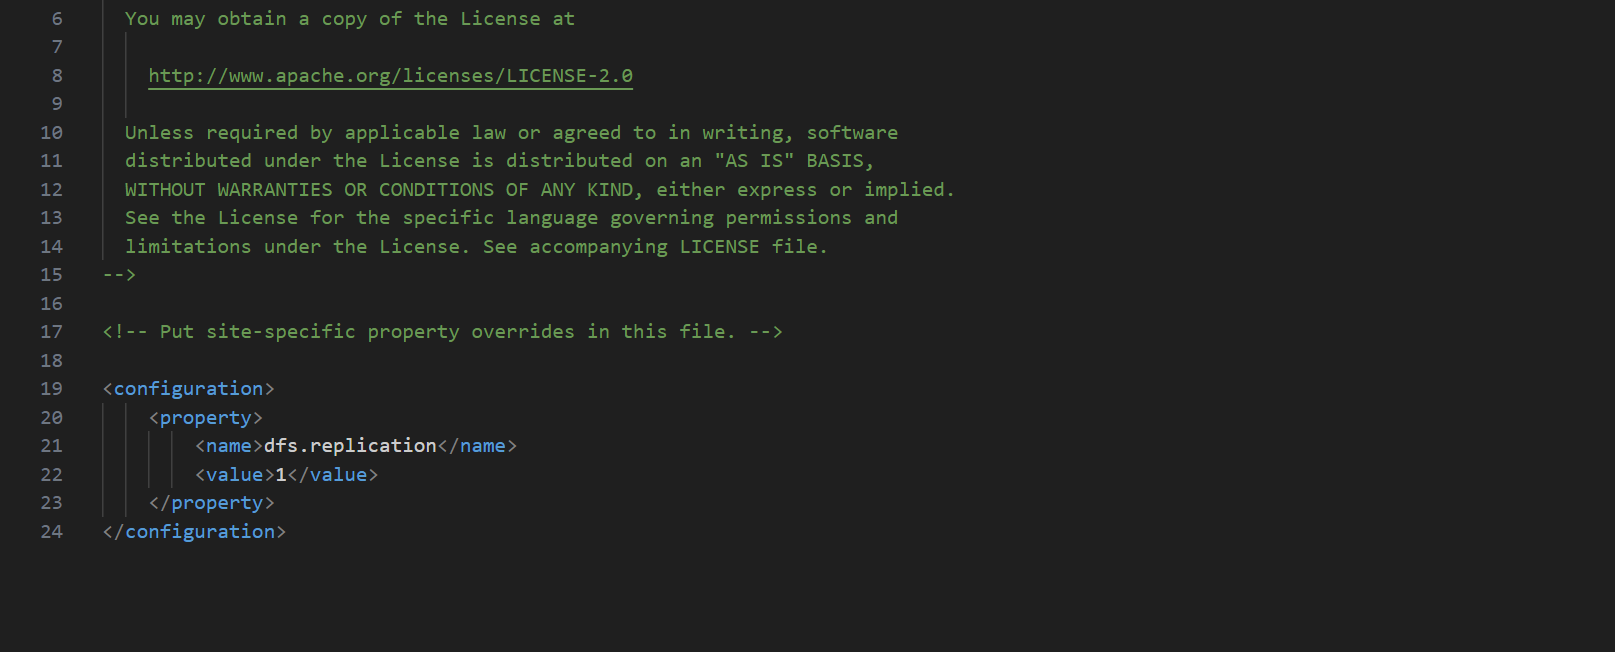 6 You may obtain a copy of the License at
7
8 http://www.apache.org/licenses/LICENSE-2.0
9
10 Unless required by applicable law or agreed to in writing, software
11 distributed under the License is distributed on an "AS IS" BASIS,
12 WITHOUT WARRANTIES OR CONDITIONS OF ANY KIND, either express or implied.
13 See the License for the specific language governing permissions and
14 limitations under the License. See accompanying LICENSE file.
15 -->
16
17 <!-- Put site-specific property overrides in this file. -->
18
19 <configuration>
20 <property>
21 <name>dfs.replication</name>
22 <value>1</value>
23 </property>
24 </configuration>